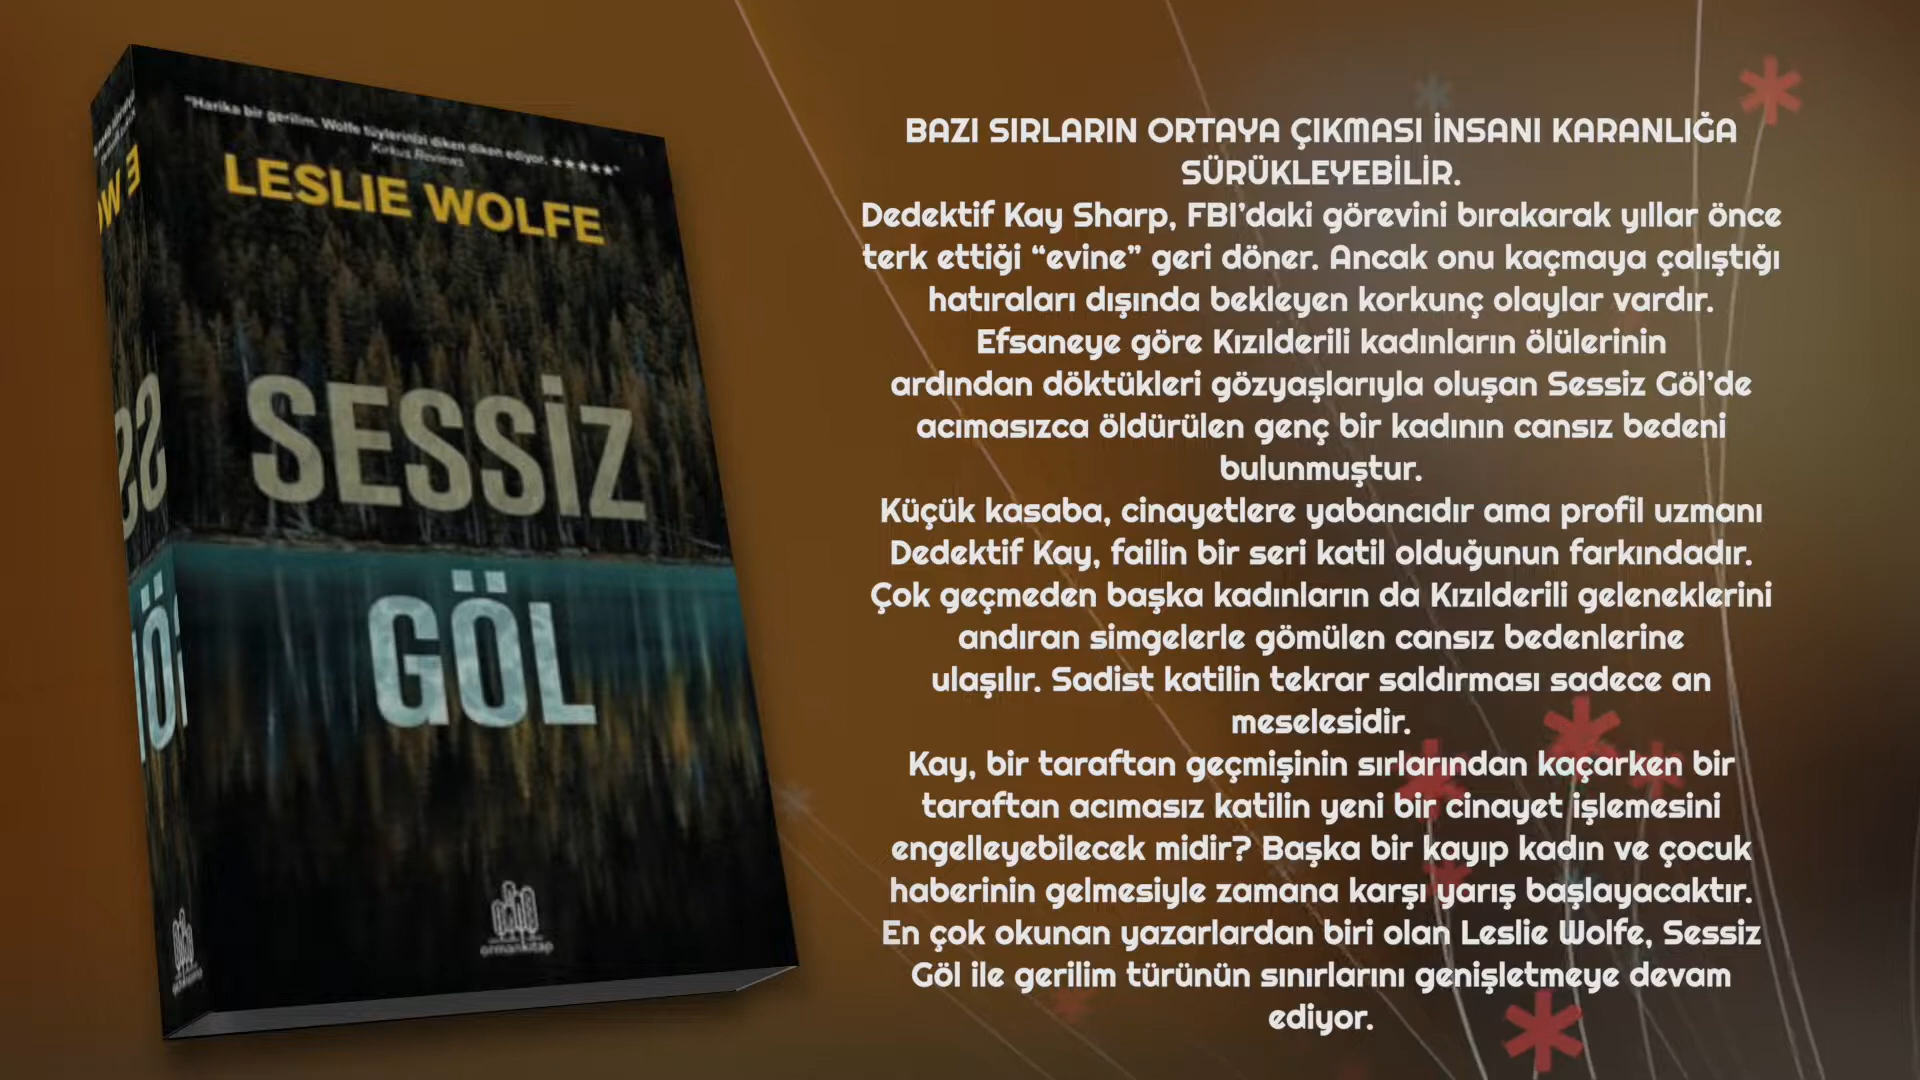 "Harika bir gerilim. Wolfe tüylerinizi diken diken ediyor. ★★★★★"
Kirkus Reviews
LESLIE WOLFE
SESSİZ
GÖL
ormankitap
BAZI SIRLARIN ORTAYA ÇIKMASI İNSANI KARANLIĞA
SÜRÜKLEYEBİLİR.
Dedektif Kay Sharp, FBI’daki görevini bırakarak yıllar önce
terk ettiği “evine” geri döner. Ancak onu kaçmaya çalıştığı
hatıraları dışında bekleyen korkunç olaylar vardır.
Efsaneye göre Kızılderili kadınların ölülerinin
ardından döktükleri gözyaşlarıyla oluşan Sessiz Göl’de
acımasızca öldürülen genç bir kadının cansız bedeni
bulunmuştur.
Küçük kasaba, cinayetlere yabancıdır ama profil uzmanı
Dedektif Kay, failin bir seri katil olduğunun farkındadır.
Çok geçmeden başka kadınların da Kızılderili geleneklerini
andıran simgelerle gömülen cansız bedenlerine
ulaşılır. Sadist katilin tekrar saldırması sadece an
meselesidir.
Kay, bir taraftan geçmişinin sırlarından kaçarken bir
taraftan acımasız katilin yeni bir cinayet işlemesini
engelleyebilecek midir? Başka bir kayıp kadın ve çocuk
haberinin gelmesiyle zamana karşı yarış başlayacaktır.
En çok okunan yazarlardan biri olan Leslie Wolfe, Sessiz
Göl ile gerilim türünün sınırlarını genişletmeye devam
ediyor.